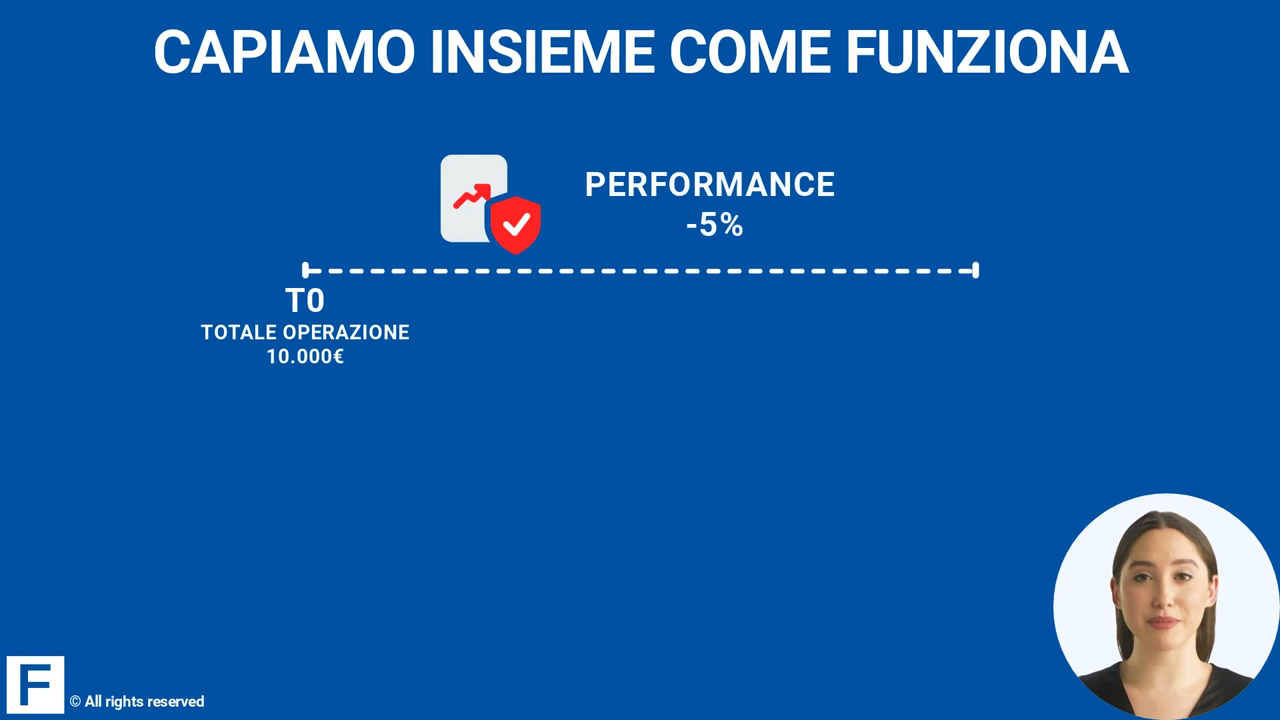 CAPIAMO INSIEME COME FUNZIONA
PERFORMANCE
-5%
T0
TOTALE OPERAZIONE
10.000€
F
© All rights reserved